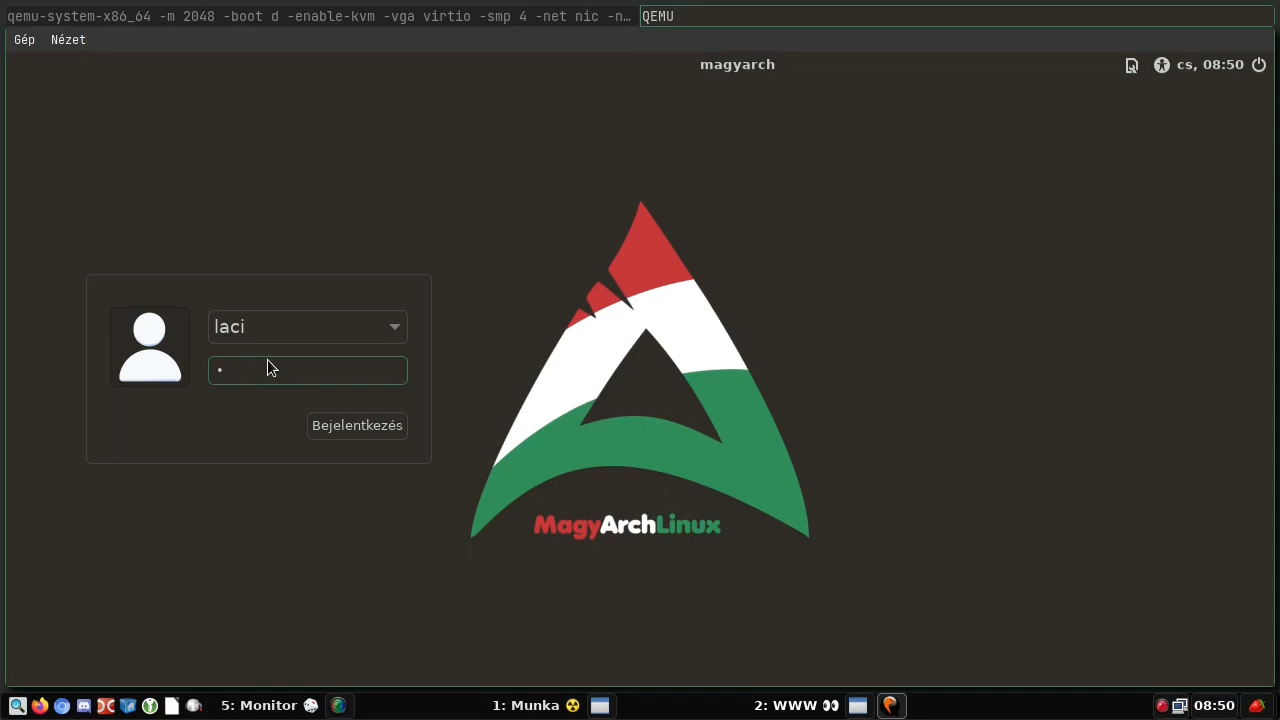 qemu-system-x86_64 -m 2048 -boot d -enable-kvm -vga virtio -smp 4 -net nic -n…
QEMU
Gép Nézet
magyarch
cs, 08:50
laci
Bejelentkezés
MagyArchLinux
5: Monitor
1: Munka
2: WWW
08:50